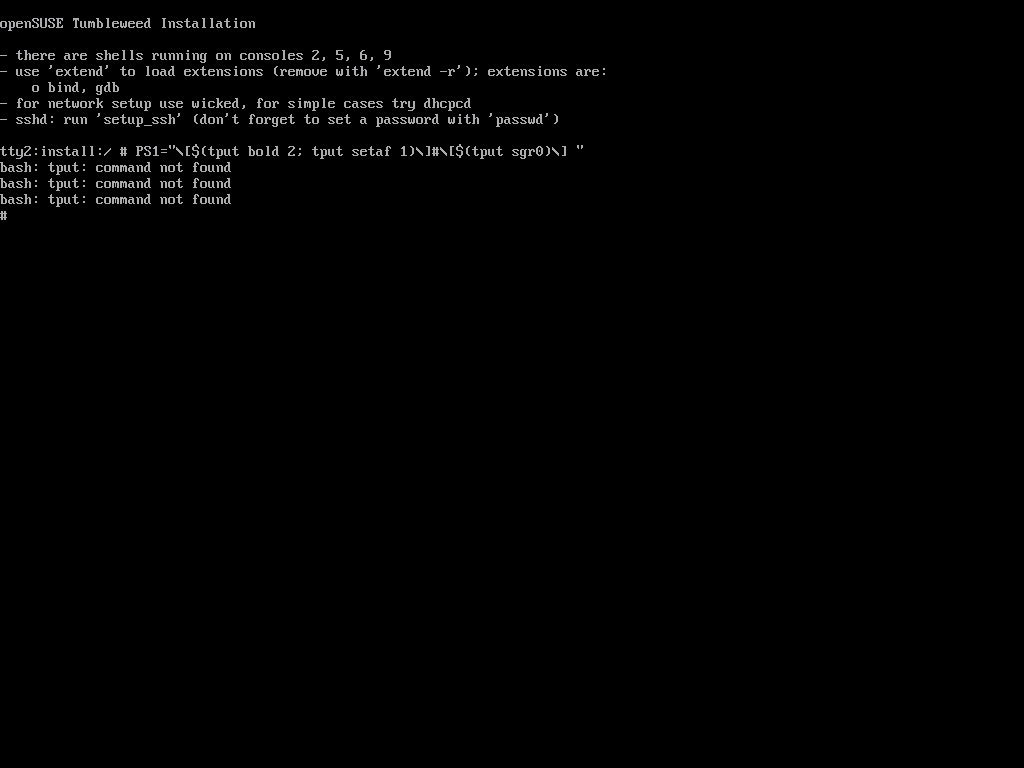 openSUSE Tumbleweed Installation
- there are shells running on consoles 2, 5, 6, 9
- use 'extend' to load extensions (remove with 'extend -r'); extensions are:
o bind, gdb
- for network setup use wicked, for simple cases try dhcpcd
- sshd: run 'setup_ssh' (don't forget to set a password with 'passwd')
tty2:install:/ # PS1="\[$(tput bold 2; tput setaf 1)\]#\[$(tput sgr0)\] "
bash: tput: command not found
bash: tput: command not found
bash: tput: command not found
#